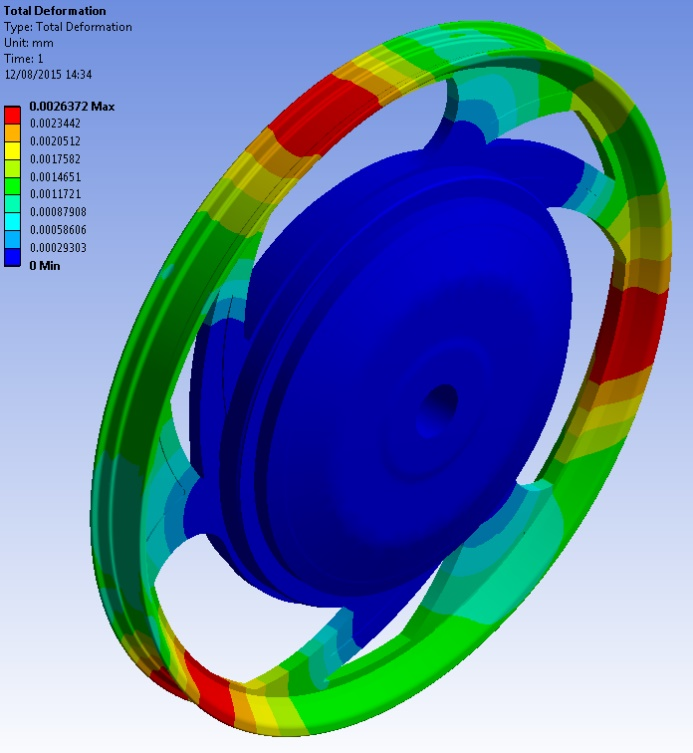 Total Deformation
Type: Total Deformation
Unit: mm
Time: 1
12/08/2015 14:34
0.0026372 Max
0.0023442
0.0020512
0.0017582
0.0014651
0.0011721
0.00087908
0.00058606
0.00029303
0 Min